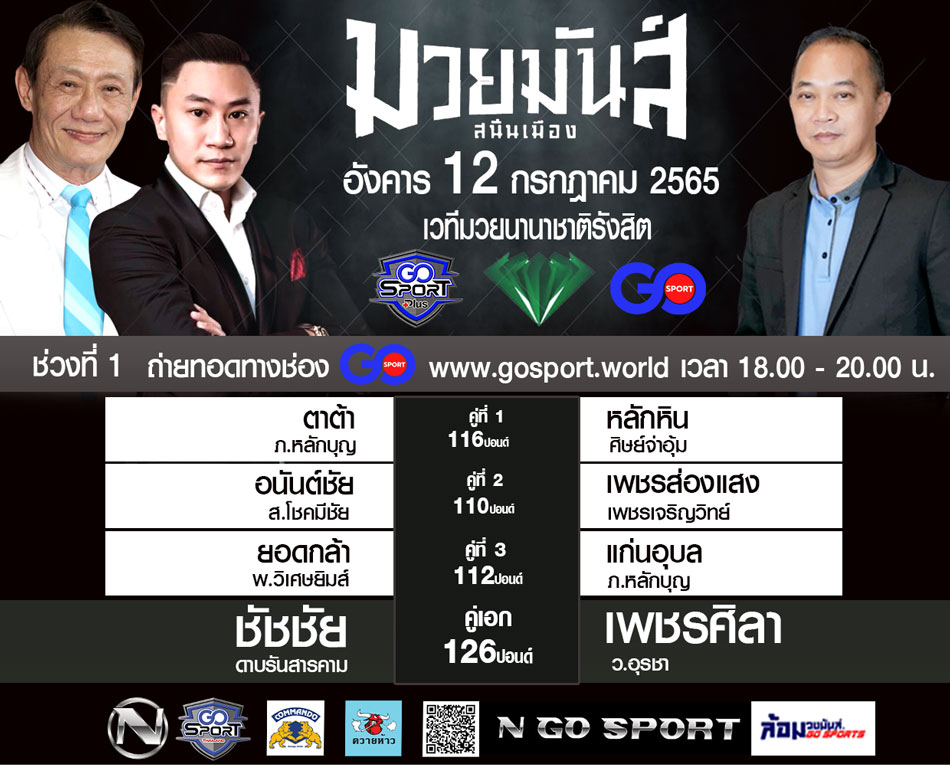 มวยมันส์
สนั่นเมือง
อังคาร 12 กรกฎาคม 2565
เวทีมวยนานาชาติรังสิต
GO SPORT Plus
GO SPORT
ช่วงที่ 1 ถ่ายทอดทางช่อง GO SPORT www.gosport.world เวลา 18.00 - 20.00 น.
ตาต้า
ภ.หลักบุญ
คู่ที่ 1
116ปอนด์
หลักหิน
ศิษย์จ่าอุ้ม
อนันต์ชัย
ส.โชคมีชัย
คู่ที่ 2
110ปอนด์
เพชรส่องแสง
เพชรเจริญวิทย์
ยอดกล้า
พ.วิเศษยิมส์
คู่ที่ 3
112ปอนด์
แก่นอุบล
ภ.หลักบุญ
ชัชชัย
ดาบรันสารคาม
คู่เอก
126ปอนด์
เพชรศิลา
ว.อุรชา
N
GO SPORT
COMMANDO
ควายห้าว
N GO SPORT
ล้อมวงมันส์
GO SPORTS